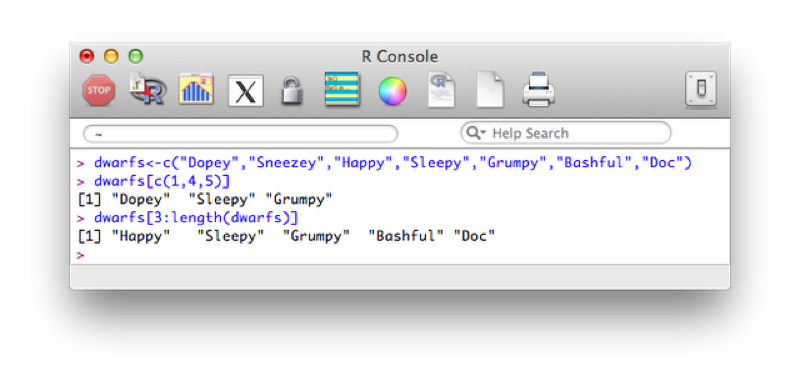 R Console
STOP
R
X
R
~
Help Search
> dwarfs<-c("Dopey","Sneezey","Happy","Sleepy","Grumpy","Bashful","Doc")
> dwarfs[c(1,4,5)]
[1] "Dopey"  "Sleepy" "Grumpy"
> dwarfs[3:length(dwarfs)]
[1] "Happy"   "Sleepy"  "Grumpy"  "Bashful" "Doc"
>